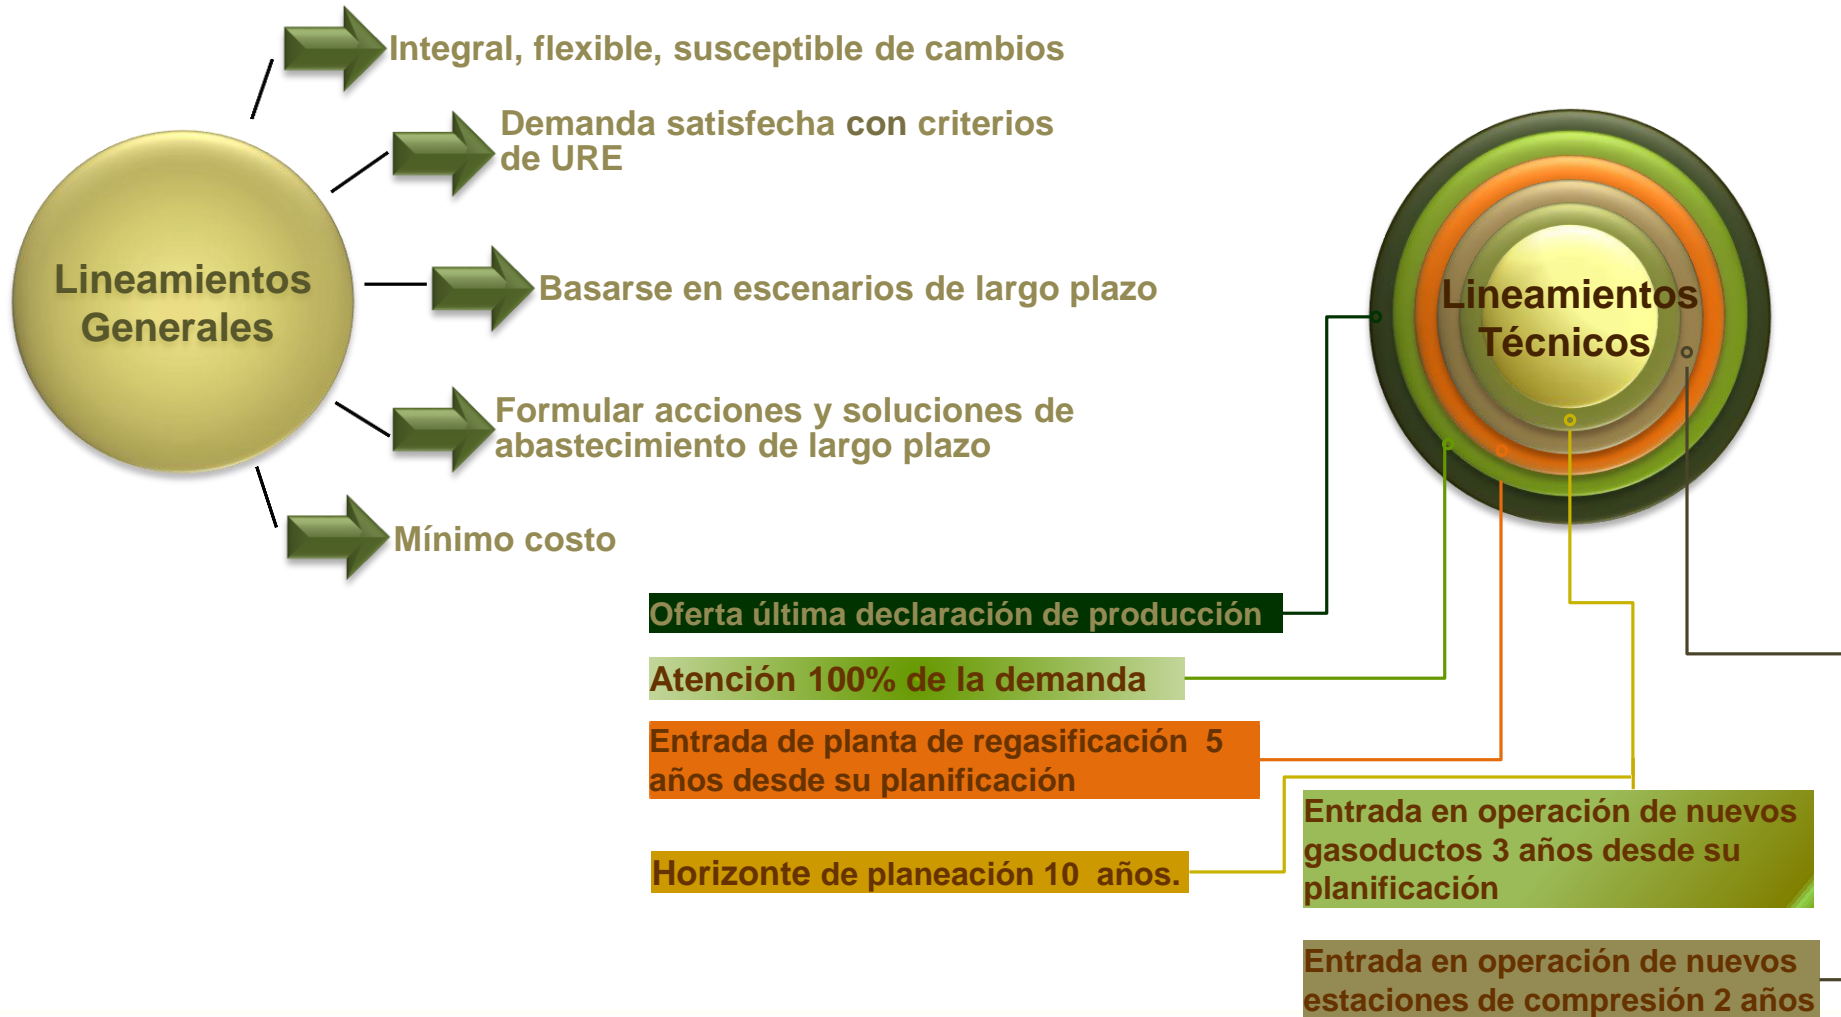 Integral, flexible, susceptible de cambios
Demanda satisfecha con criterios
de URE
Lineamientos
Generales
Basarse en escenarios de largo plazo
Formular acciones y soluciones de
abastecimiento de largo plazo
Mínimo costo
Lineamientos
Técnicos
Oferta última declaración de producción
Atención 100% de la demanda
Entrada de planta de regasificación 5
años desde su planificación
Horizonte de planeación 10 años.
Entrada en operación de nuevos
gasoductos 3 años desde su
planificación
Entrada en operación de nuevos
estaciones de compresión 2 años